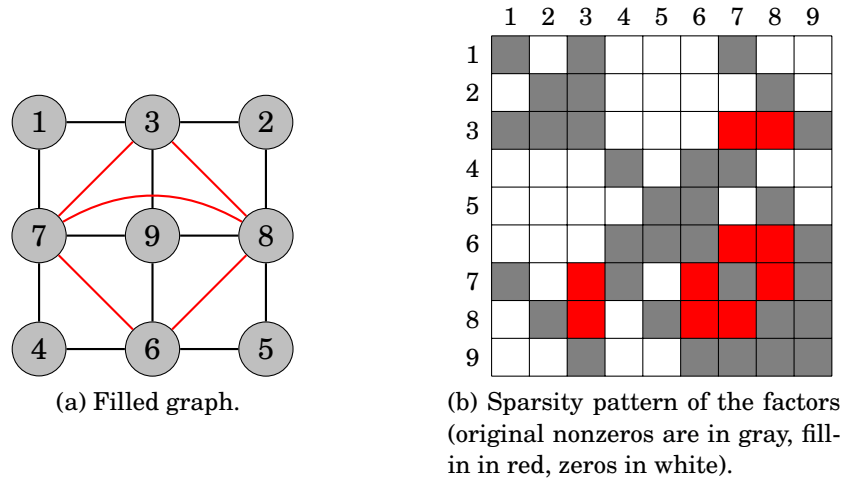 1 3 2
7 9 8
4 6 5
(a) Filled graph.
1 2 3 4 5 6 7 8 9
1
2
3
4
5
6
7
8
9
(b) Sparsity pattern of the factors
(original nonzeros are in gray, fill-
in in red, zeros in white).